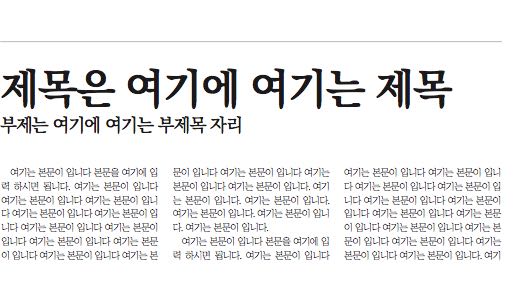 제목은 여기에 여기는 제목
부제는 여기에 여기는 부제목 자리
여기는 본문이 입니다 본문을 여기에 입
력 하시면 됩니다. 여기는 본문이 입니다
여기는 본문이 입니다 여기는 본문이 입니
다 여기는 본문이 입니다 여기는 본문이 입
니다 여기는 본문이 입니다 여기는 본문이
입니다 여기는 본문이 입니다 여기는 본문
이 입니다 여기는 본문이 입니다 여기는 본
문이 입니다 여기는 본문이 입니다 여기는
본문이 입니다 여기는 본문이 입니다. 여기
는 본문이 입니다. 여기는 본문이 입니다.
여기는 본문이 입니다. 여기는 본문이 입니
다. 여기는 본문이 입니다.
여기는 본문이 입니다 본문을 여기에 입
력 하시면 됩니다. 여기는 본문이 입니다
여기는 본문이 입니다 여기는 본문이 입니
다 여기는 본문이 입니다 여기는 본문이 입
니다 여기는 본문이 입니다 여기는 본문이
입니다 여기는 본문이 입니다 여기는 본문
이 입니다 여기는 본문이 입니다 여기는 본
문이 입니다 여기는 본문이 입니다 여기는
본문이 입니다 여기는 본문이 입니다. 여기